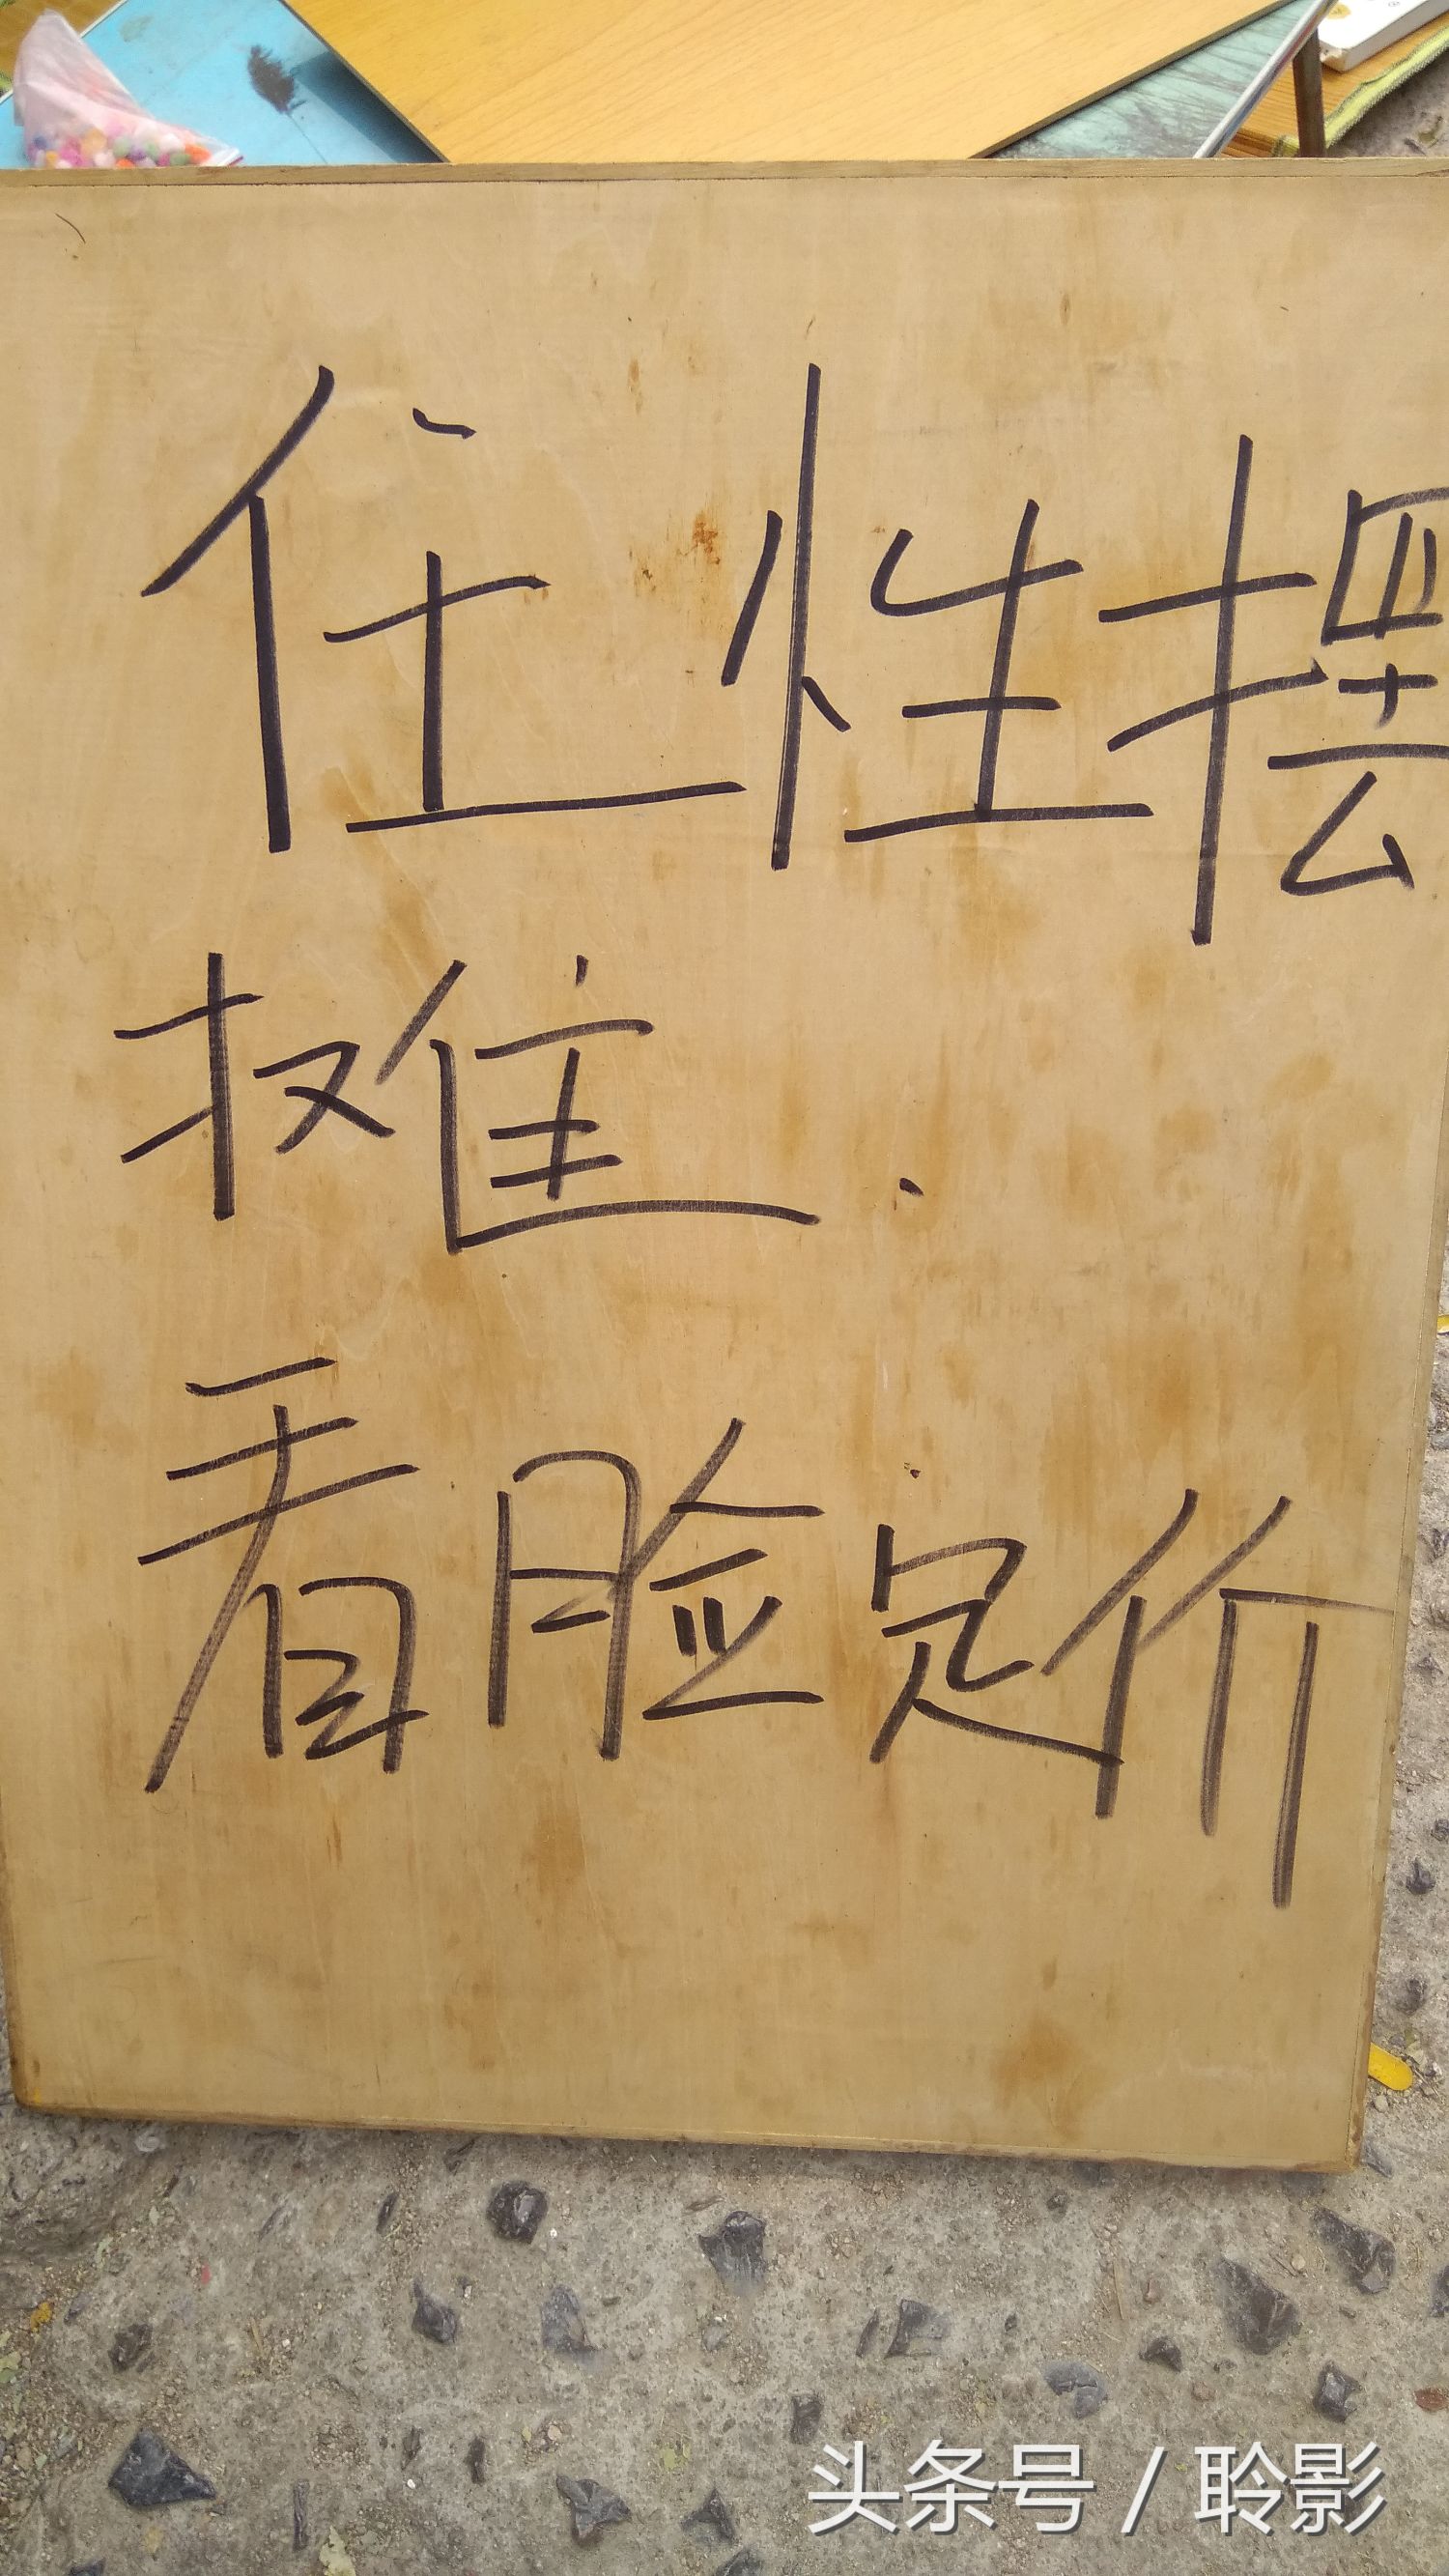 任性摆
摊.
看脸定价
头条号 / 聆影